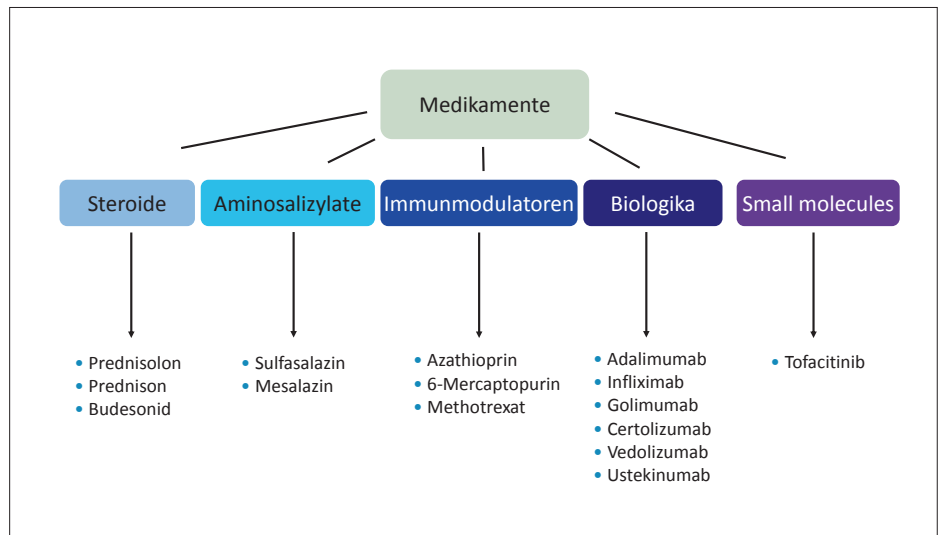 Medikamente
Steroide
Aminosalizylate
Immunmodulatoren
Biologika
Small molecules
• Prednisolon
• Prednison
• Budesonid
• Sulfasalazin
• Mesalazin
• Azathioprin
• 6-Mercaptopurin
• Methotrexat
• Adalimumab
• Infliximab
• Golimumab
• Certolizumab
• Vedolizumab
• Ustekinumab
• Tofacitinib